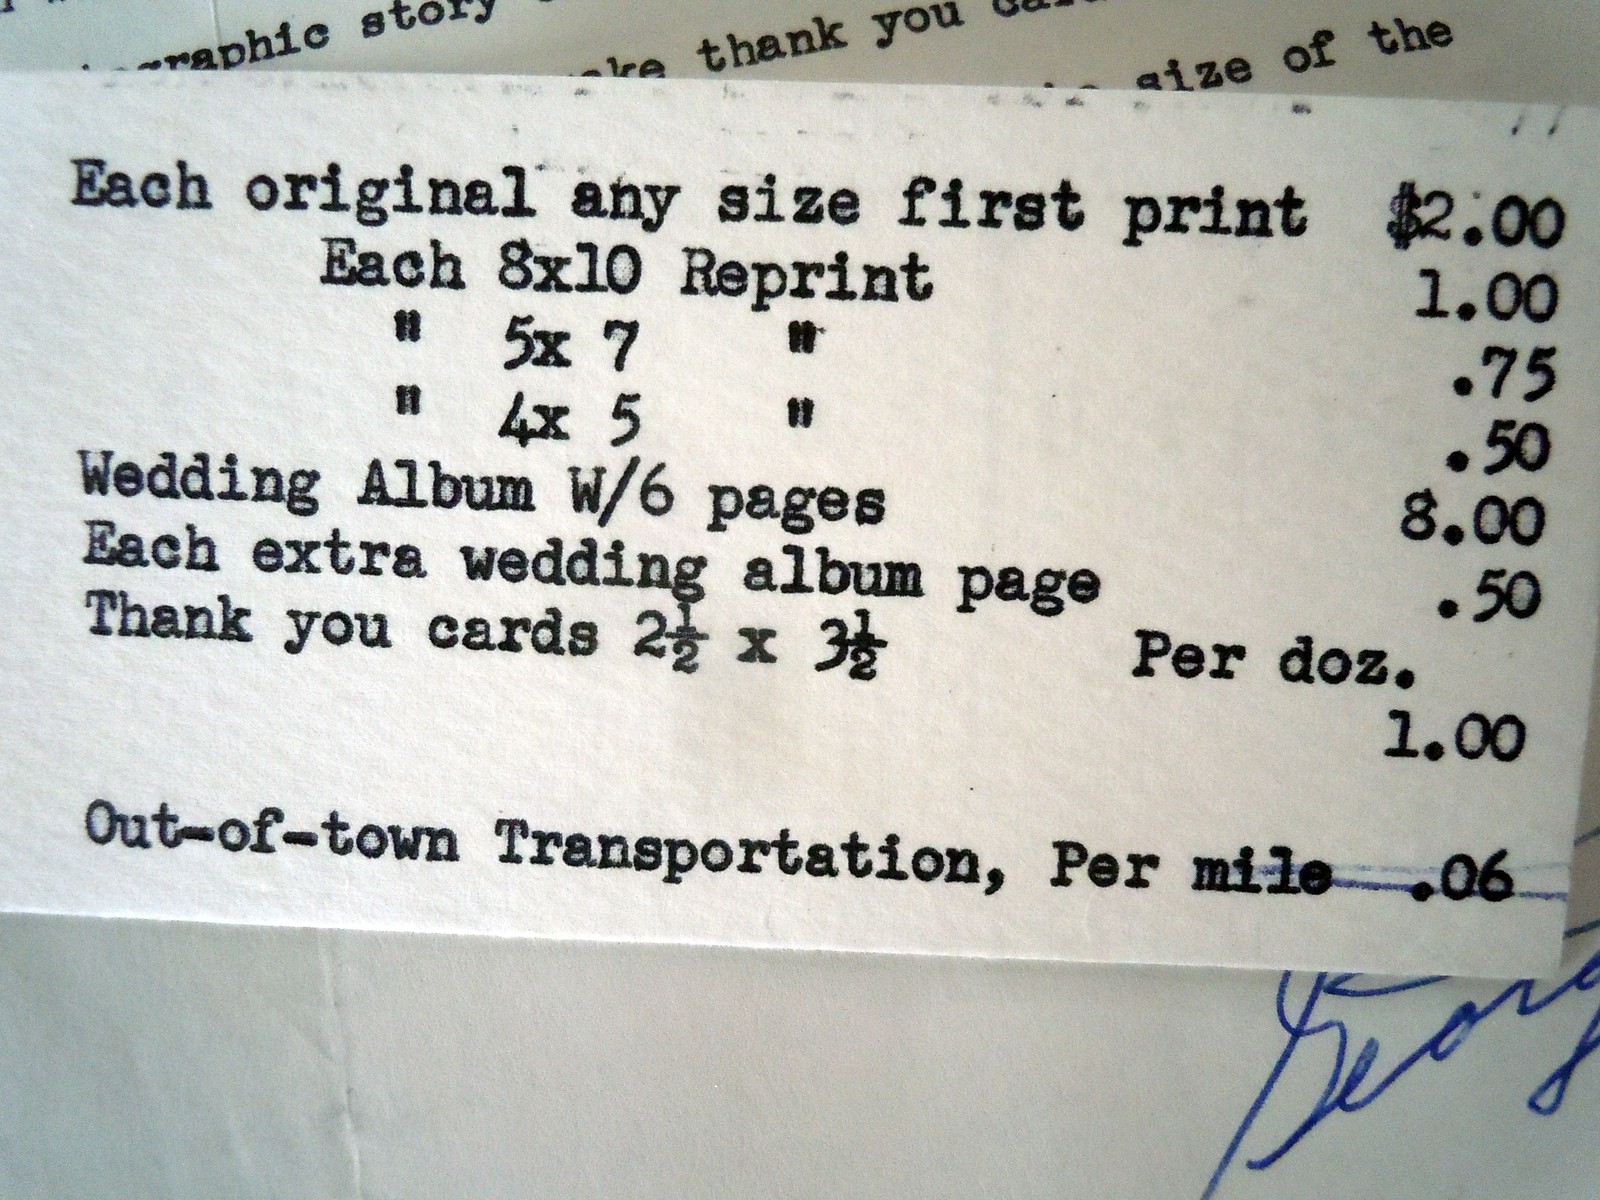 story
thank you
size of the
Each original any size first print $2.00
Each 8x10 Reprint 1.00
" 5x 7 " .75
" 4x 5 " .50
Wedding Album W/6 pages 8.00
Each extra wedding album page .50
Thank you cards 2½ x 3½ Per doz.
1.00
Out-of-town Transportation, Per mile .06